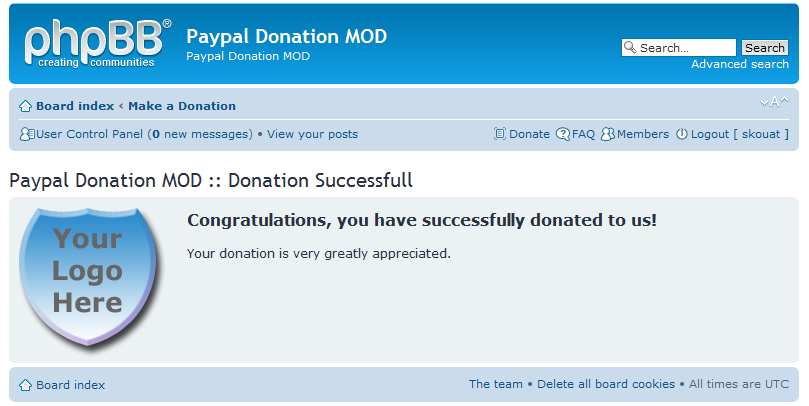 phpBB®
creating communities
Paypal Donation MOD
Paypal Donation MOD
Search…
Search
Advanced search
Board index ‹ Make a Donation
A
User Control Panel (0 new messages) • View your posts
Donate
FAQ
Members
Logout [ skouat ]
Paypal Donation MOD :: Donation Successfull
Your
Logo
Here
Congratulations, you have successfully donated to us!
Your donation is very greatly appreciated.
Board index
The team • Delete all board cookies • All times are UTC